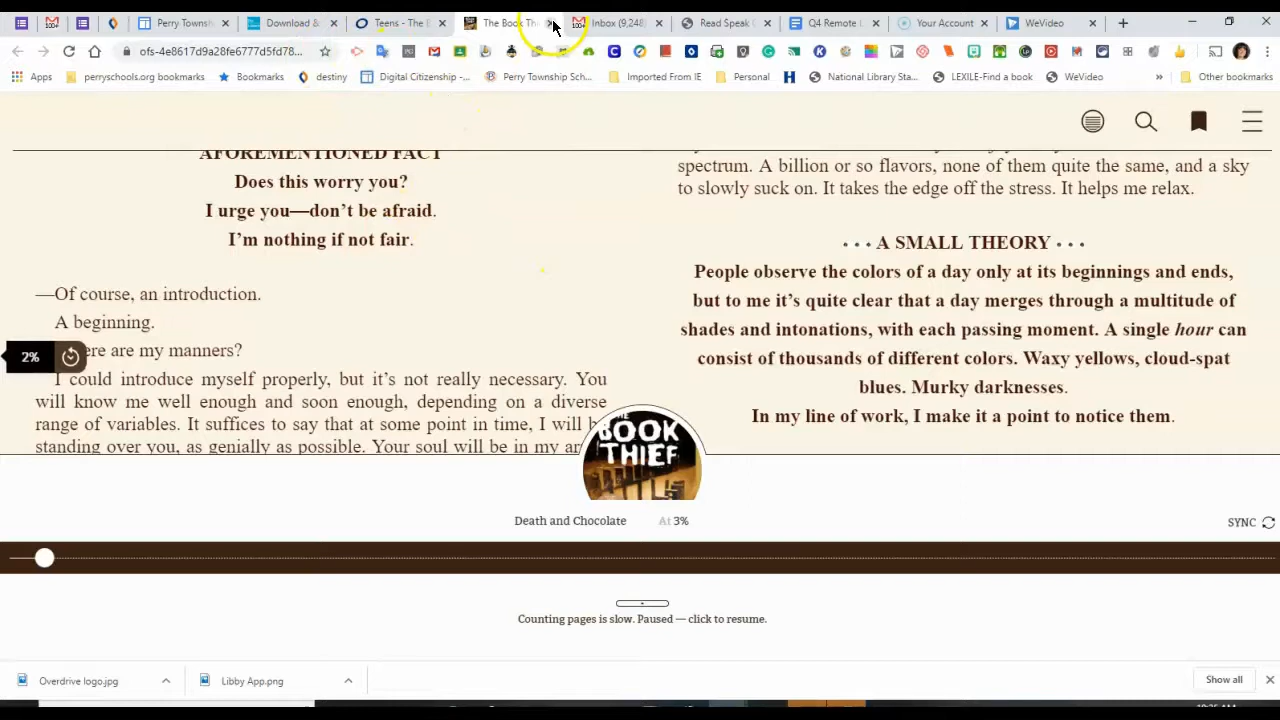 Perry Townsh
Download &
Teens - The B
The Book Th
Inbox (9,248)
Read Speak C
Q4 Remote L
Your Account
WeVideo
ofs-4e8617d9a28fe6777d5fd78...
Apps
perryschools.org bookmarks
Bookmarks
destiny
Digital Citizenship -...
Perry Township Sch...
Imported From IE
Personal
National Library Sta...
LEXILE-Find a book
WeVideo
»
Other bookmarks
AFOREMENTIONED FACT
Does this worry you?
I urge you—don't be afraid.
I'm nothing if not fair.
—Of course, an introduction.
A beginning.
ere are my manners?
I could introduce myself properly, but it's not really necessary. You
will know me well enough and soon enough, depending on a diverse
range of variables. It suffices to say that at some point in time, I will be
standing over you, as genially as possible. Your soul will be in my ar
2%
spectrum. A billion or so flavors, none of them quite the same, and a sky
to slowly suck on. It takes the edge off the stress. It helps me relax.
• • • A SMALL THEORY • • •
People observe the colors of a day only at its beginnings and ends,
but to me it's quite clear that a day merges through a multitude of
shades and intonations, with each passing moment. A single hour can
consist of thousands of different colors. Waxy yellows, cloud-spat
blues. Murky darknesses.
In my line of work, I make it a point to notice them.
THE
BOOK
THIEF
Death and Chocolate At 3%
SYNC
Counting pages is slow. Paused — click to resume.
Overdrive logo.jpg
Libby App.png
Show all